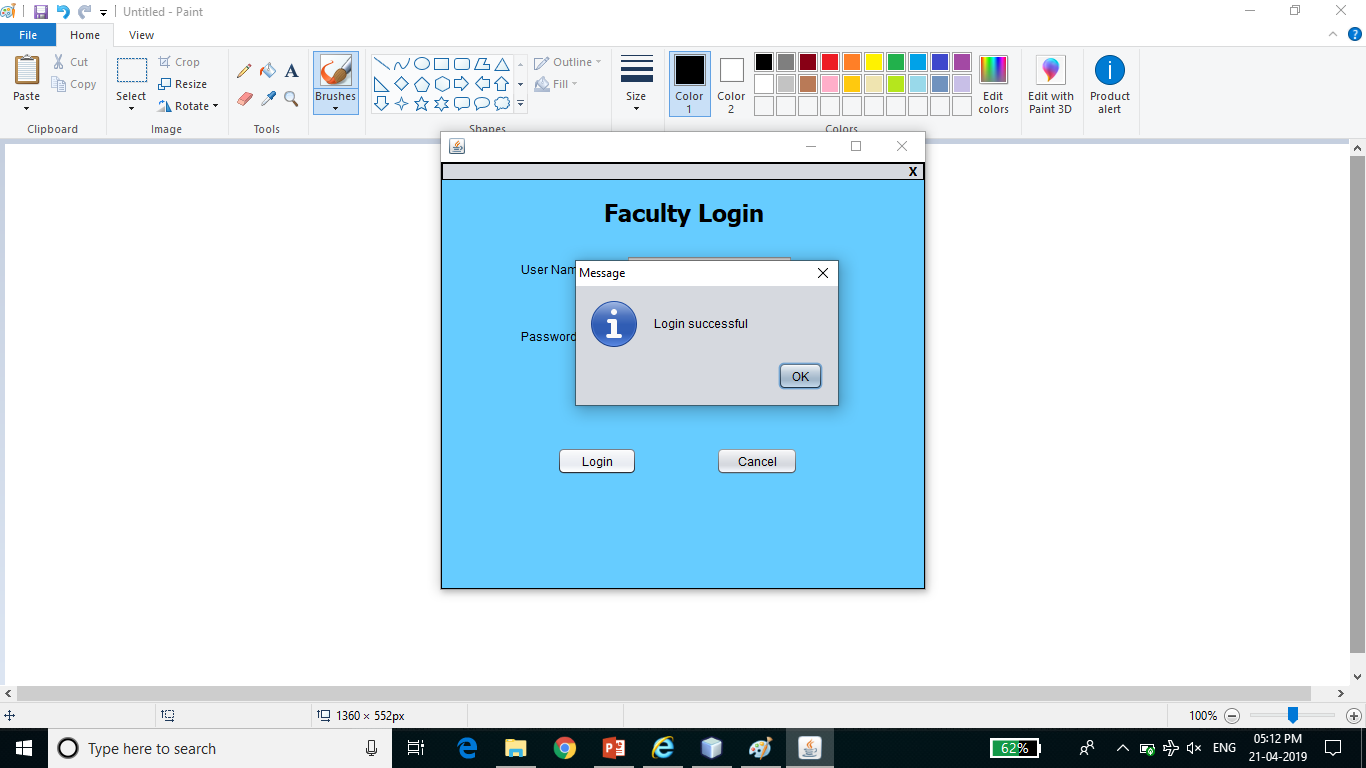 Untitled - Paint
File Home View
Paste
Cut
Copy
Clipboard
Select
Crop
Resize
Rotate
Image
A
Tools
Brushes
Outline
Fill
Shapes
Size
Color 1
Color 2
Edit colors
Colors
Edit with Paint 3D
Product alert
X
Faculty Login
User Nam
Password
Message
Login successful
OK
Login Cancel
1360 × 552px 100%
Type here to search
62%
ENG
05:12 PM
21-04-2019